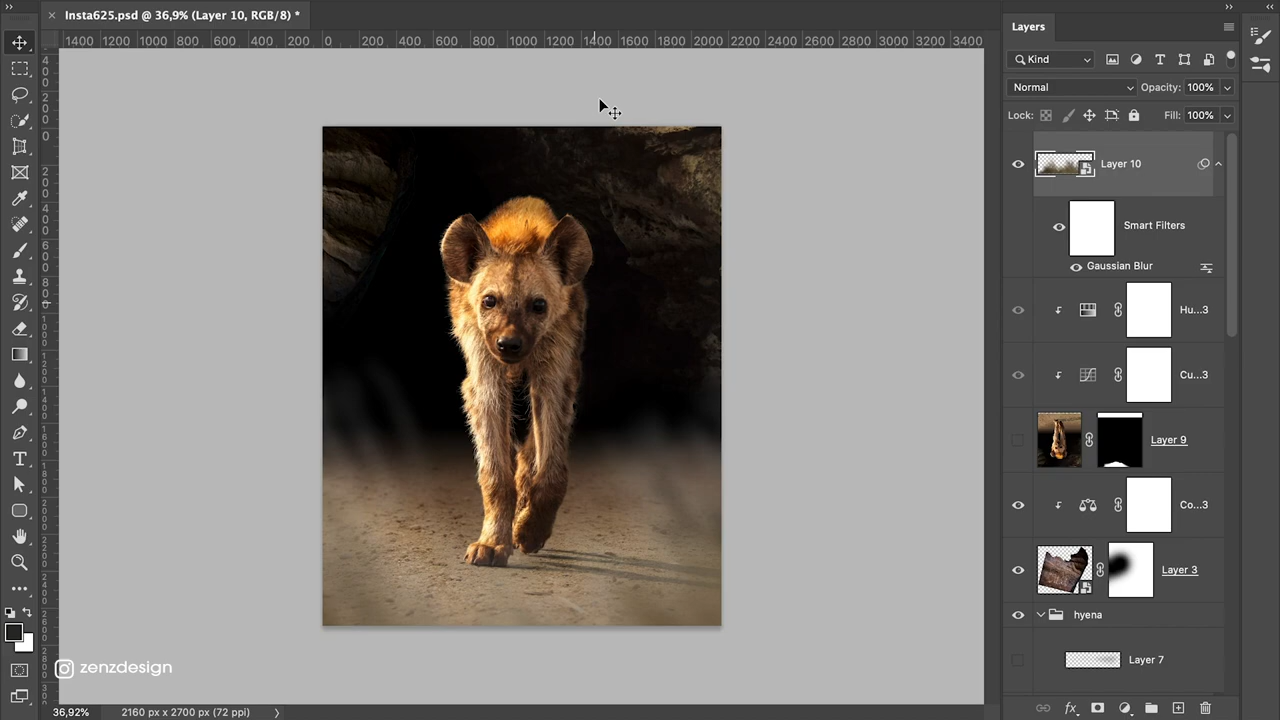 Insta625.psd @ 36,9% (Layer 10, RGB/8) *
Layers
1400 1200 1000 800 600 400 200 0 200 400 600 800 1000 1200 1400 1600 1800 2000 2200 2400 2600 2800 3000 3200 3400
Kind
Normal Opacity: 100%
Lock: Fill: 100%
Layer 10
Smart Filters
Gaussian Blur
Hu...3
Cu...3
Layer 9
Co...3
Layer 3
hyena
Layer 7
zenzdesign
36,92% 2160 px x 2700 px (72 ppi)